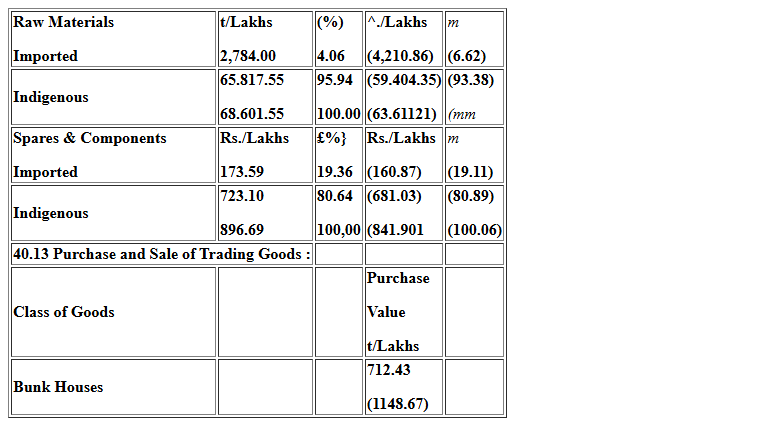 Raw Materials t/Lakhs (%) ^./Lakhs m
Imported 2,784.00 4.06 (4,210.86) (6.62)
Indigenous 65.817.55 95.94 (59.404.35) (93.38)
68.601.55 100.00 (63.61121) (mm
Spares & Components Rs./Lakhs £%} Rs./Lakhs m
Imported 173.59 19.36 (160.87) (19.11)
Indigenous 723.10 80.64 (681.03) (80.89)
896.69 100,00 (841.901 (100.06)
40.13 Purchase and Sale of Trading Goods :
Class of Goods Purchase
Value
t/Lakhs
Bunk Houses 712.43
(1148.67)